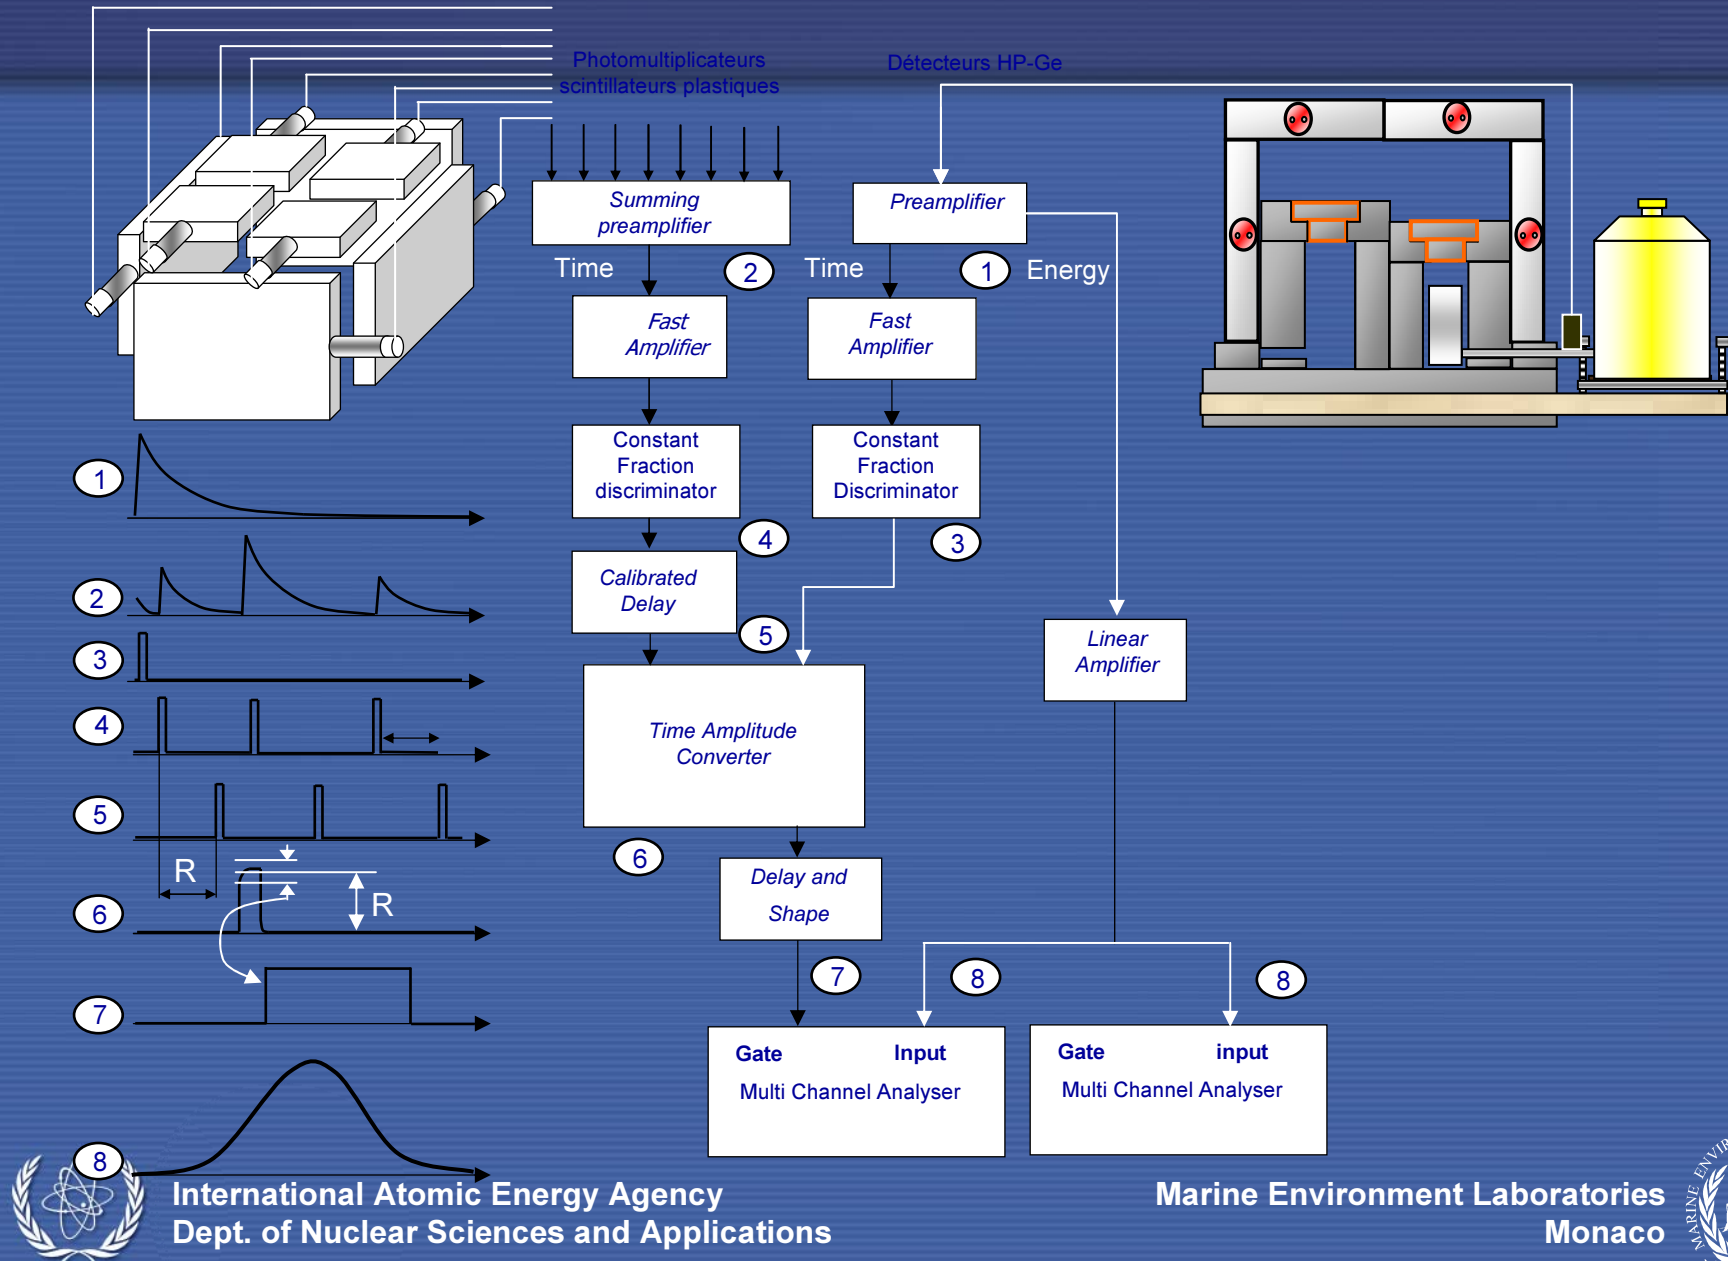 Photomultiplicateurs
scintillateurs plastiques
Détecteurs HP-Ge
Summing
preamplifier
Preamplifier
Time
2
Time
1
Energy
Fast
Amplifier
Fast
Amplifier
Constant
Fraction
discriminator
Constant
Fraction
Discriminator
4
3
Calibrated
Delay
5
Linear
Amplifier
Time Amplitude
Converter
6
Delay and
Shape
7
8
8
Gate
Input
Multi Channel Analyser
Gate
input
Multi Channel Analyser
1
2
3
4
5
R
6
R
7
8
International Atomic Energy Agency
Dept. of Nuclear Sciences and Applications
Marine Environment Laboratories
Monaco
MARINE